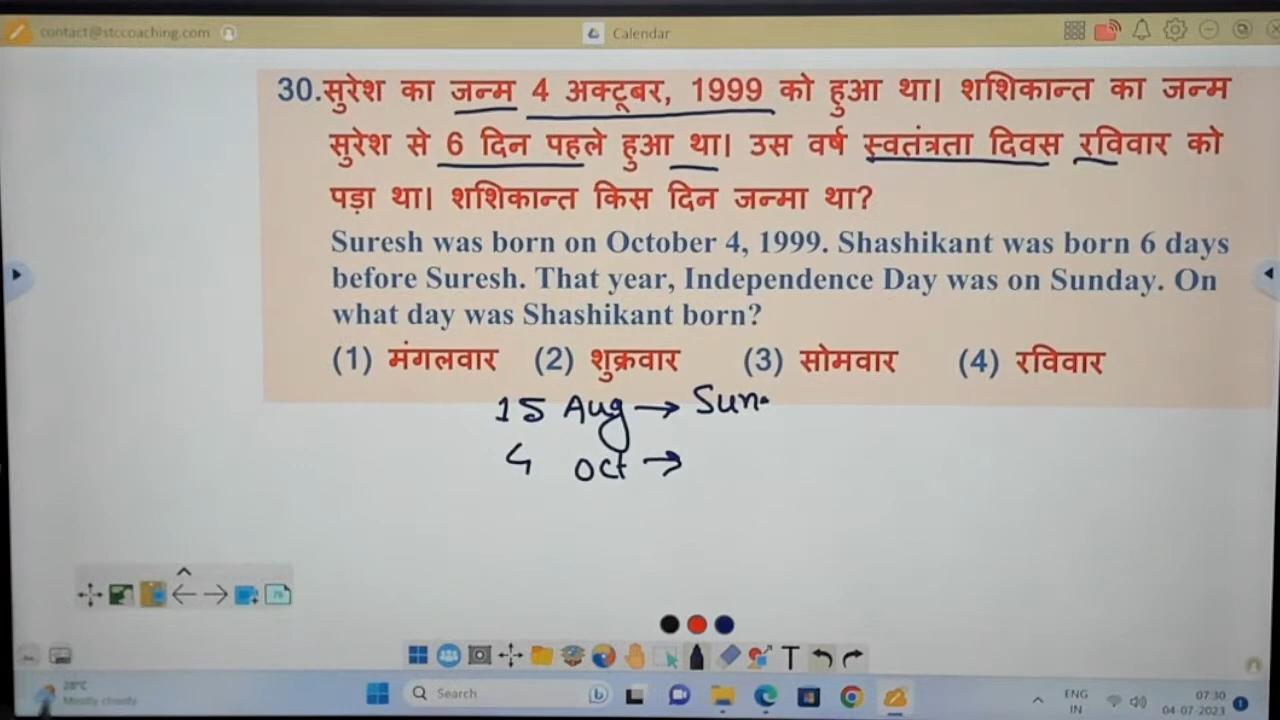 contact@stccoaching.com
Calendar
30.सुरेश का जन्म 4 अक्टूबर, 1999 को हुआ था। शशिकान्त का जन्म
सुरेश से 6 दिन पहले हुआ था। उस वर्ष स्वतंत्रता दिवस रविवार को
पड़ा था। शशिकान्त किस दिन जन्मा था?
Suresh was born on October 4, 1999. Shashikant was born 6 days
before Suresh. That year, Independence Day was on Sunday. On
what day was Shashikant born?
(1) मंगलवार (2) शुक्रवार (3) सोमवार (4) रविवार
15 Aug → Sun.
4 Oct →
T
28°C
Mostly cloudy
Search
ENG
IN
07:30
04-07-2023